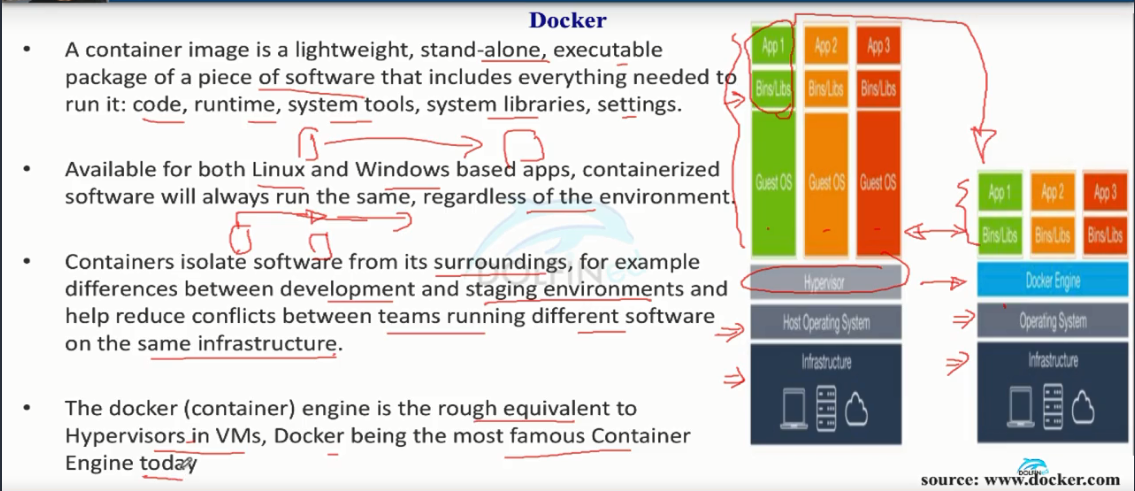 Docker
• A container image is a lightweight, stand-alone, executable
package of a piece of software that includes everything needed to
run it: code, runtime, system tools, system libraries, settings.
• Available for both Linux and Windows based apps, containerized
software will always run the same, regardless of the environment.
• Containers isolate software from its surroundings, for example
differences between development and staging environments and
help reduce conflicts between teams running different software
on the same infrastructure.
• The docker (container) engine is the rough equivalent to
Hypervisors in VMs, Docker being the most famous Container
Engine today
App 1 App 2 App 3
Bins/Libs Bins/Libs Bins/Libs
Guest OS Guest OS Guest OS
Hypervisor
Host Operating System
Infrastructure
App 1 App 2 App 3
Bins/Libs Bins/Libs Bins/Libs
Docker Engine
Operating System
Infrastructure
DOLFIN
source: www.docker.com